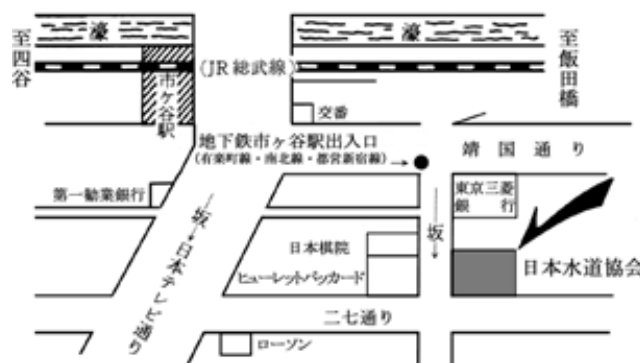 濠
濠
至四谷
至飯田橋
(JR総武線)
市ヶ谷駅
交番
地下鉄市ヶ谷駅出入口
(有楽町線・南北線・都営新宿線)
靖国通り
第一勧業銀行
東京三菱
銀行
坂
坂
日本テレビ通り
日本棋院
ヒューレットパッカード
日本水道協会
二七通り
ローソン